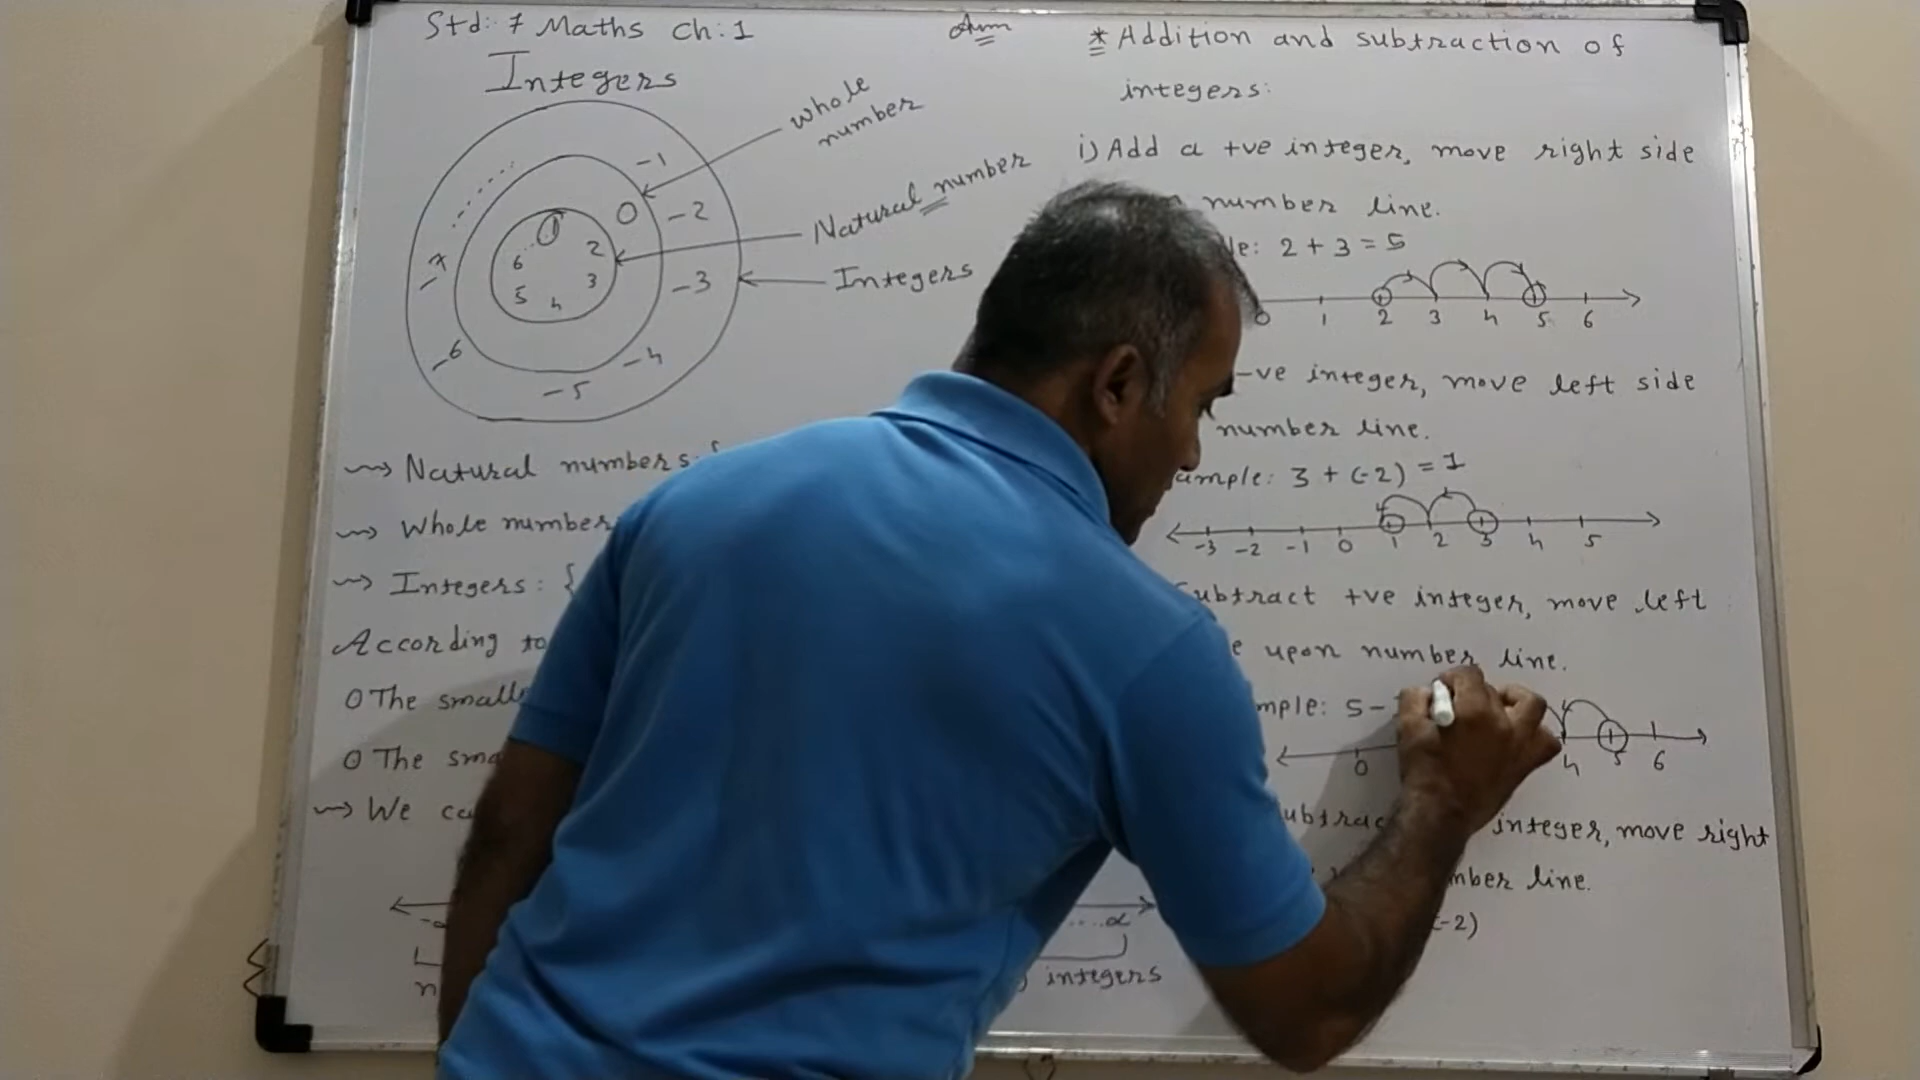 Std: 7 Maths Ch: 1
Integers
whole
number
Natural number
Integers
-1
0
-2
1
2
-3
6
3
5
4
-7
-6
-4
-5
Natural numbers:
Whole number
Integers: {
According to
The small
The sma
We ca
n
integers
* Addition and subtraction of
integers:
i) Add a +ve integer, move right side
number line.
le: 2 + 3 = 5
0 1 2 3 4 5 6
-ve integer, move left side
number line.
ample: 3 + (-2) = 1
-3 -2 -1 0 1 2 3 4 5
Subtract +ve integer, move left
e upon number line.
mple: 5 -
0 4 5 6
ubtrac integer, move right
mber line.
(-2)